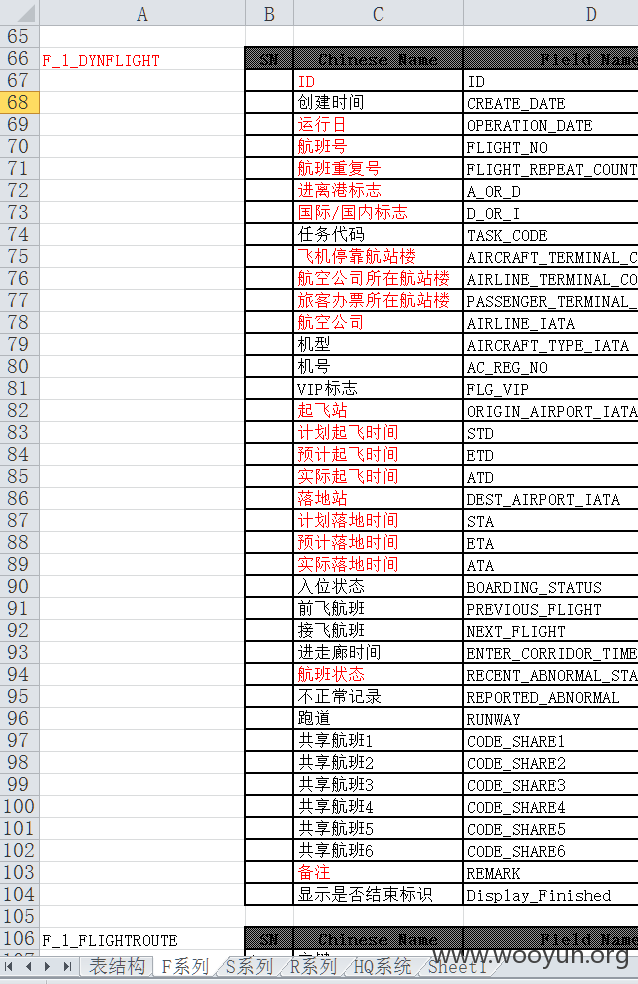 A B C D
65
66 F_1_DYNFLIGHT SN Chinese Name Field Name
67 ID ID
68 创建时间 CREATE_DATE
69 运行日 OPERATION_DATE
70 航班号 FLIGHT_NO
71 航班重复号 FLIGHT_REPEAT_COUNT
72 进离港标志 A_OR_D
73 国际/国内标志 D_OR_I
74 任务代码 TASK_CODE
75 飞机停靠航站楼 AIRCRAFT_TERMINAL_C
76 航空公司所在航站楼 AIRLINE_TERMINAL_CO
77 旅客办票所在航站楼 PASSENGER_TERMINAL_
78 航空公司 AIRLINE_IATA
79 机型 AIRCRAFT_TYPE_IATA
80 机号 AC_REG_NO
81 VIP标志 FLG_VIP
82 起飞站 ORIGIN_AIRPORT_IATA
83 计划起飞时间 STD
84 预计起飞时间 ETD
85 实际起飞时间 ATD
86 落地站 DEST_AIRPORT_IATA
87 计划落地时间 STA
88 预计落地时间 ETA
89 实际落地时间 ATA
90 入位状态 BOARDING_STATUS
91 前飞航班 PREVIOUS_FLIGHT
92 接飞航班 NEXT_FLIGHT
93 进走廊时间 ENTER_CORRIDOR_TIME
94 航班状态 RECENT_ABNORMAL_STA
95 不正常记录 REPORTED_ABNORMAL
96 跑道 RUNWAY
97 共享航班1 CODE_SHARE1
98 共享航班2 CODE_SHARE2
99 共享航班3 CODE_SHARE3
100 共享航班4 CODE_SHARE4
101 共享航班5 CODE_SHARE5
102 共享航班6 CODE_SHARE6
103 备注 REMARK
104 显示是否结束标识 Display_Finished
105
106 F_1_FLIGHTROUTE SN Chinese Name Field Name
107 主键
www.wooyun.org
表结构 F系列 S系列 R系列 HQ系统 Sheet1